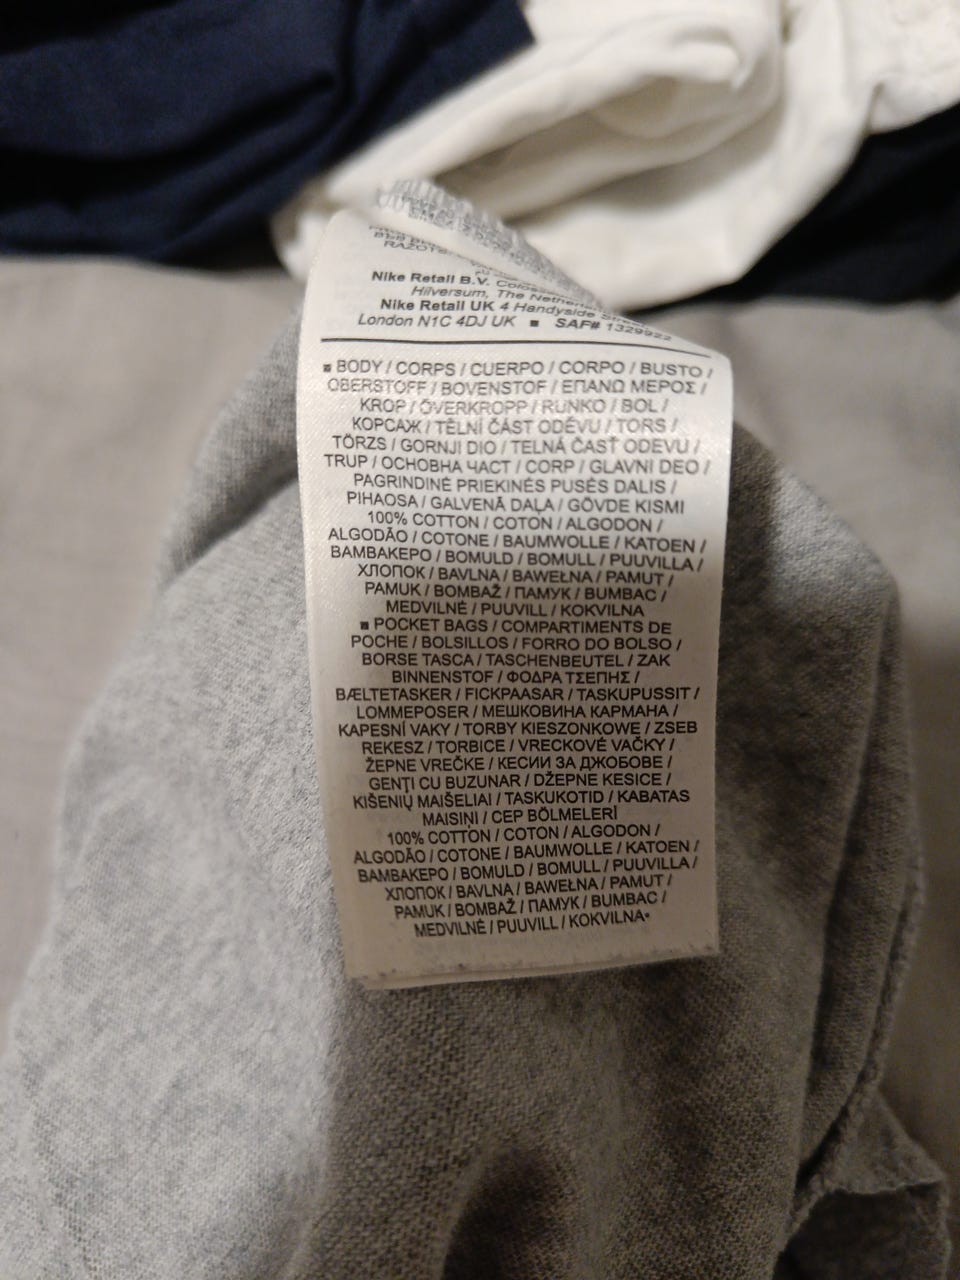 RAŽOTS
Nike Retail B.V.
Hilversum, The
Nike Retail UK 4 Handyside
London N1C 4DJ UK ■ SAF# 1329922
■ BODY / CORPS / CUERPO / CORPO / BUSTO /
OBERSTOFF / BOVENSTOF / ΕΠΑΝΩ ΜΕΡΟΣ /
KROP / ÖVERKROPP / RUNKO / BOL /
КОРСАЖ / TĚLNÍ ČÁST ODĚVU / TORS /
TÖRZS / GORNJI DIO / TELNÁ ČASŤ ODEVU /
TRUP / ОСНОВНА ЧАСТ / CORP / GLAVNI DEO /
PAGRINDINĖ PRIEKINĖS PUSĖS DALIS /
PIHAOSA / GALVENĀ DAĻA / GÖVDE KISMI
100% COTTON / COTON / ALGODON /
ALGODÃO / COTONE / BAUMWOLLE / KATOEN /
ΒΑΜΒΑΚΕΡΟ / BOMULD / BOMULL / PUUVILLA /
ХЛОПОК / BAVLNA / BAWEŁNA / PAMUT /
PAMUK / BOMBAŽ / ПАМУК / BUMBAC /
MEDVILNĖ / PUUVILL / KOKVILNA
■ POCKET BAGS / COMPARTIMENTS DE
POCHE / BOLSILLOS / FORRO DO BOLSO /
BORSE TASCA / TASCHENBEUTEL / ZAK
BINNENSTOF / ΦΟΔΡΑ ΤΣΕΠΗΣ /
BÆLTETASKER / FICKPAASAR / TASKUPUSSIT /
LOMMEPOSER / МЕШКОВИНА КАРМАНА /
KAPESNÍ VAKY / TORBY KIESZONKOWE / ZSEB
REKESZ / TORBICE / VRECKOVÉ VAČKY /
ŽEPNE VREČKE / КЕСИИ ЗА ДЖОБОВЕ /
GENȚI CU BUZUNAR / DŽEPNE KESICE /
KIŠENIŲ MAIŠELIAI / TASKUKOTID / KABATAS
MAISIŅI / CEP BÖLMELERİ
100% COTTON / COTON / ALGODON /
ALGODÃO / COTONE / BAUMWOLLE / KATOEN /
ΒΑΜΒΑΚΕΡΟ / BOMULD / BOMULL / PUUVILLA /
ХЛОПОК / BAVLNA / BAWEŁNA / PAMUT /
PAMUK / BOMBAŽ / ПАМУК / BUMBAC /
MEDVILNĖ / PUUVILL / KOKVILNA•